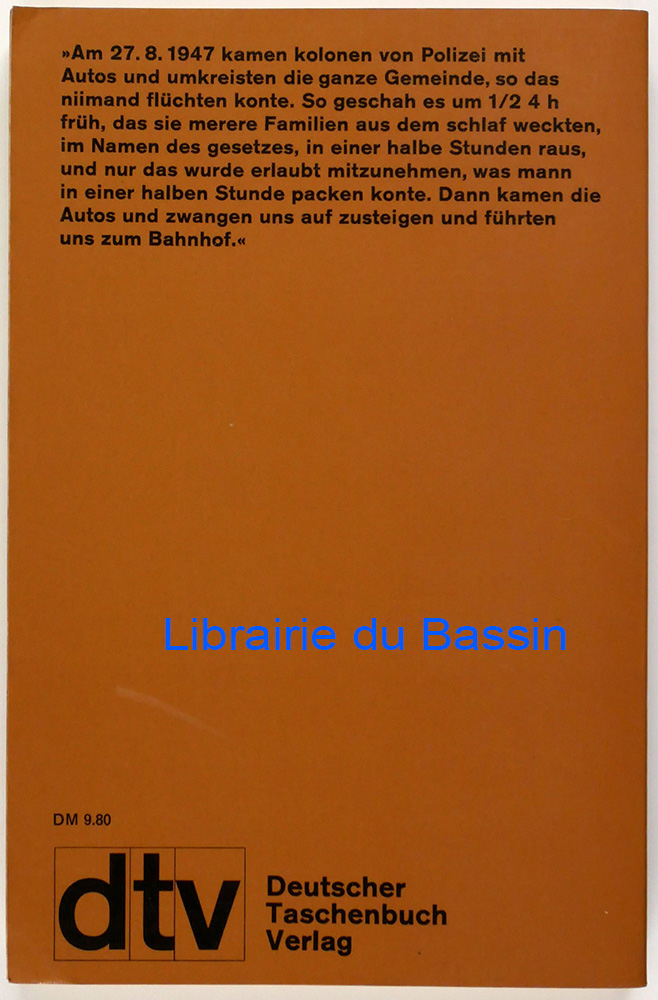 »Am 27. 8. 1947 kamen kolonen von Polizei mit
Autos und umkreisten die ganze Gemeinde, so das
niimand flüchten konte. So geschah es um 1/2 4 h
früh, das sie merere Familien aus dem schlaf weckten,
im Namen des gesetzes, in einer halbe Stunden raus,
und nur das wurde erlaubt mitzunehmen, was mann
in einer halben Stunde packen konte. Dann kamen die
Autos und zwangen uns auf zusteigen und führten
uns zum Bahnhof.«
Librairie du Bassin
DM 9.80
dtv
Deutscher
Taschenbuch
Verlag